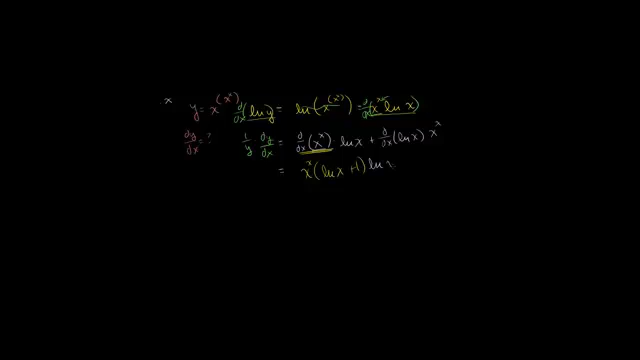 x y = x^(x^x) d/dx (ln y) = ln (x^(x^x)) = d/dx (x^x ln x)
dy/dx = ? 1/y dy/dx = d/dx (x^x) ln x + d/dx (ln x) x^x
= x^x (ln x + 1) ln x